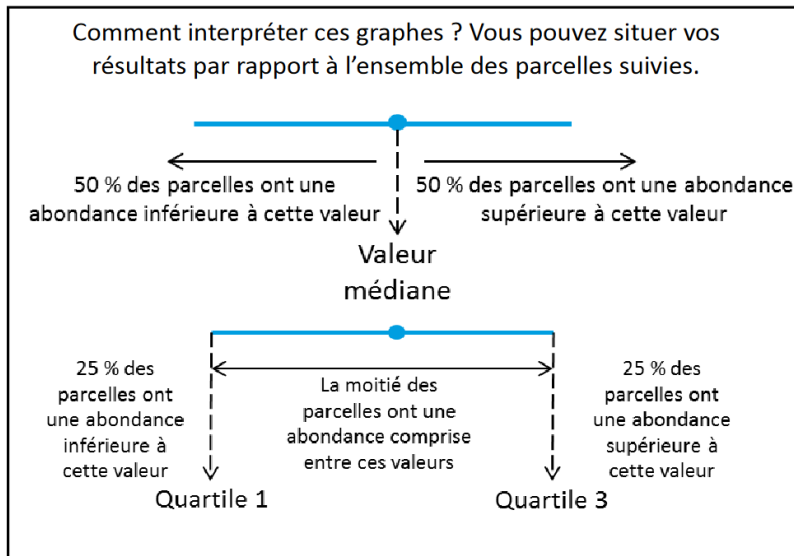 Comment interpréter ces graphes ? Vous pouvez situer vos
résultats par rapport à l’ensemble des parcelles suivies.
50 % des parcelles ont une
abondance inférieure à cette valeur
50 % des parcelles ont une abondance
supérieure à cette valeur
Valeur
médiane
25 % des
parcelles ont
une abondance
inférieure à
cette valeur
La moitié des
parcelles ont une
abondance comprise
entre ces valeurs
25 % des
parcelles ont
une abondance
supérieure à
cette valeur
Quartile 1
Quartile 3